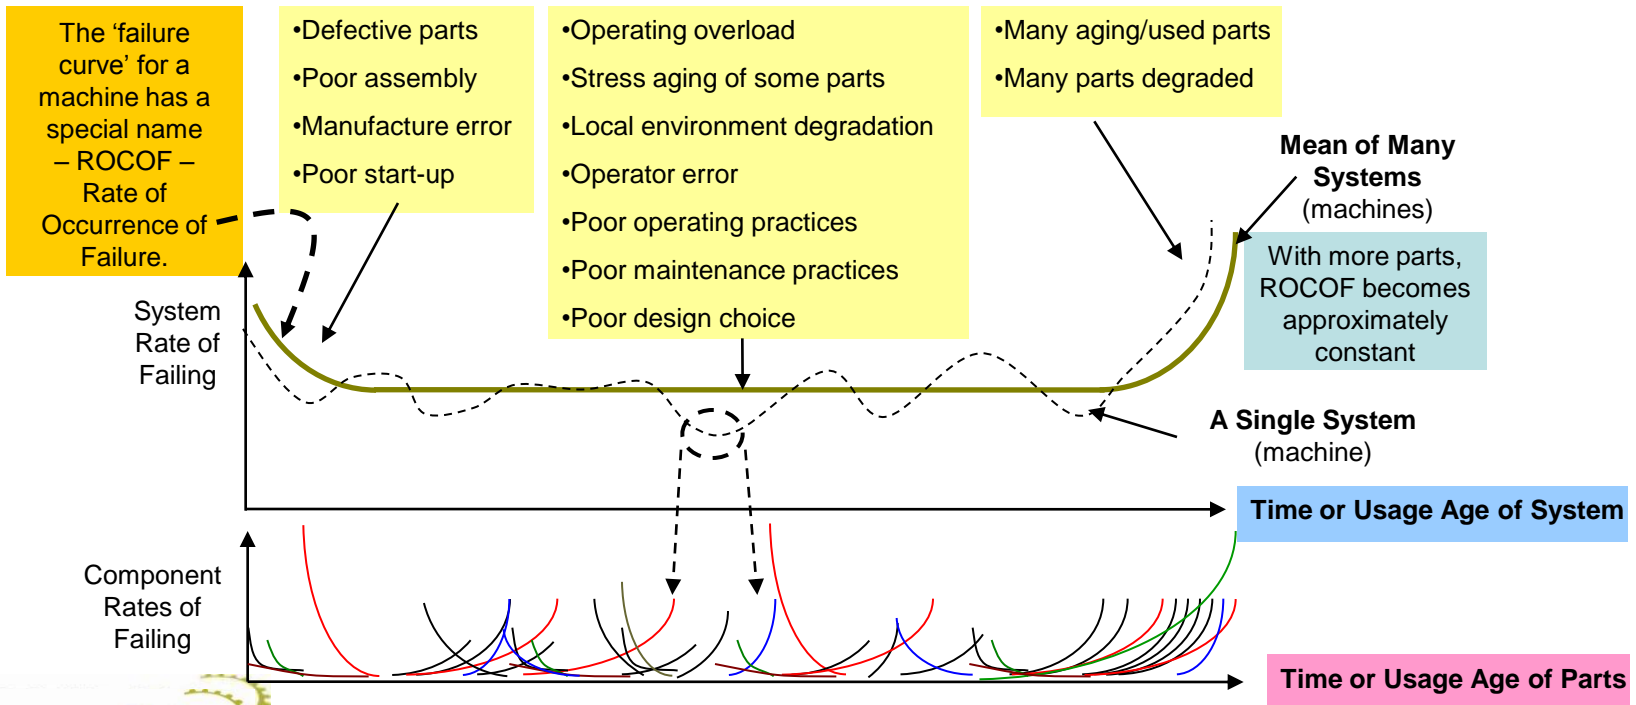 The ‘failure
curve’ for a
machine has a
special name
– ROCOF –
Rate of
Occurrence of
Failure.
•Defective parts
•Poor assembly
•Manufacture error
•Poor start-up
•Operating overload
•Stress aging of some parts
•Local environment degradation
•Operator error
•Poor operating practices
•Poor maintenance practices
•Poor design choice
•Many aging/used parts
•Many parts degraded
Mean of Many
Systems
(machines)
With more parts,
ROCOF becomes
approximately
constant
System
Rate of
Failing
A Single System
(machine)
Time or Usage Age of System
Component
Rates of
Failing
Time or Usage Age of Parts